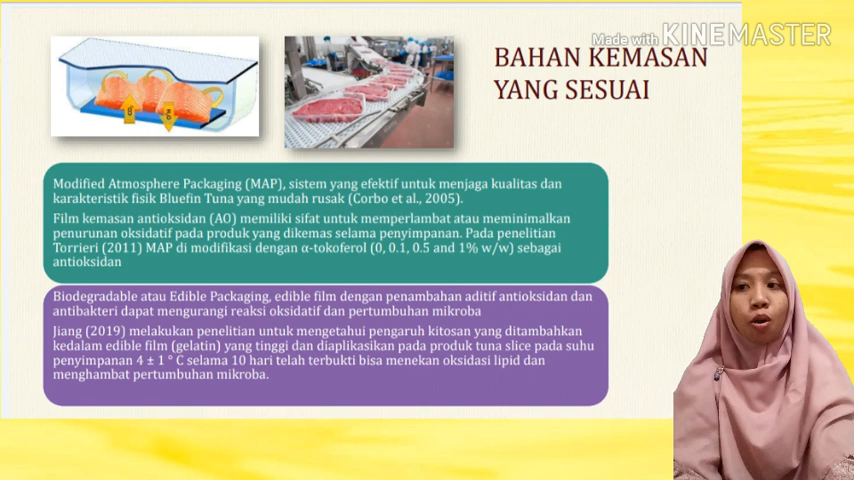 Made with KINEMASTER
BAHAN KEMASAN
YANG SESUAI
Modified Atmosphere Packaging (MAP), sistem yang efektif untuk menjaga kualitas dan
karakteristik fisik Bluefin Tuna yang mudah rusak (Corbo et al., 2005).
Film kemasan antioksidan (AO) memiliki sifat untuk memperlambat atau meminimalkan
penurunan oksidatif pada produk yang dikemas selama penyimpanan. Pada penelitian
Torrieri (2011) MAP di modifikasi dengan α-tokoferol (0, 0.1, 0.5 and 1% w/w) sebagai
antioksidan
Biodegradable atau Edible Packaging, edible film dengan penambahan aditif antioksidan dan
antibakteri dapat mengurangi reaksi oksidatif dan pertumbuhan mikroba
Jiang (2019) melakukan penelitian untuk mengetahui pengaruh kitosan yang ditambahkan
kedalam edible film (gelatin) yang tinggi dan diaplikasikan pada produk tuna slice pada suhu
penyimpanan 4 ± 1 ° C selama 10 hari telah terbukti bisa menekan oksidasi lipid dan
menghambat pertumbuhan mikroba.